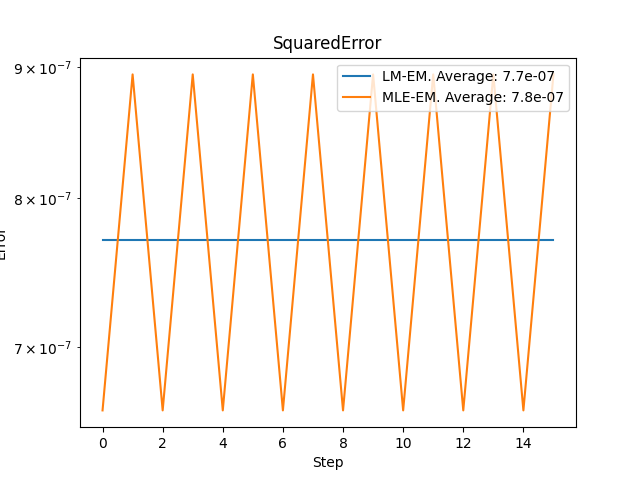 SquaredError
LM-EM. Average: 7.7e-07
MLE-EM. Average: 7.8e-07
9 × 10⁻⁷
8 × 10⁻⁷
7 × 10⁻⁷
Error
0 2 4 6 8 10 12 14
Step